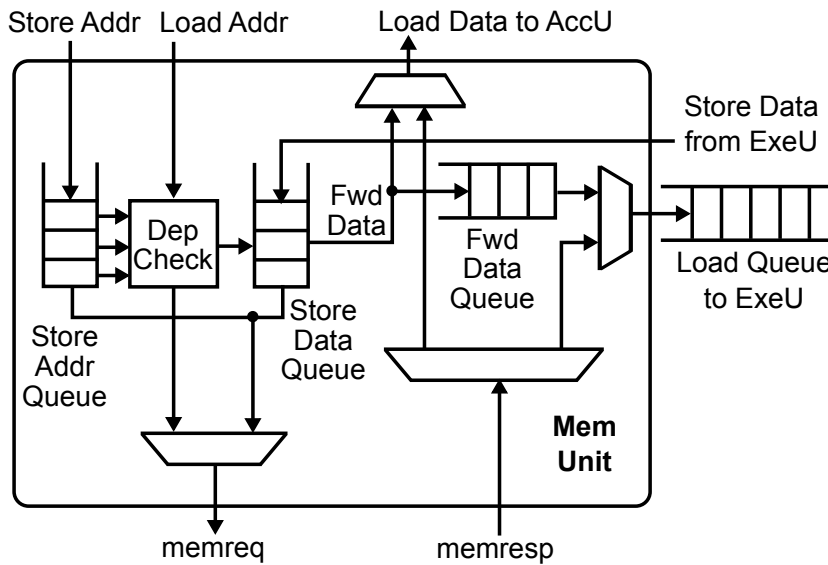 Store Addr
Load Addr
Load Data to AccU
Store Data
from ExeU
Dep
Check
Fwd
Data
Fwd
Data
Queue
Load Queue
to ExeU
Store
Addr
Queue
Store
Data
Queue
Mem
Unit
memreq
memresp